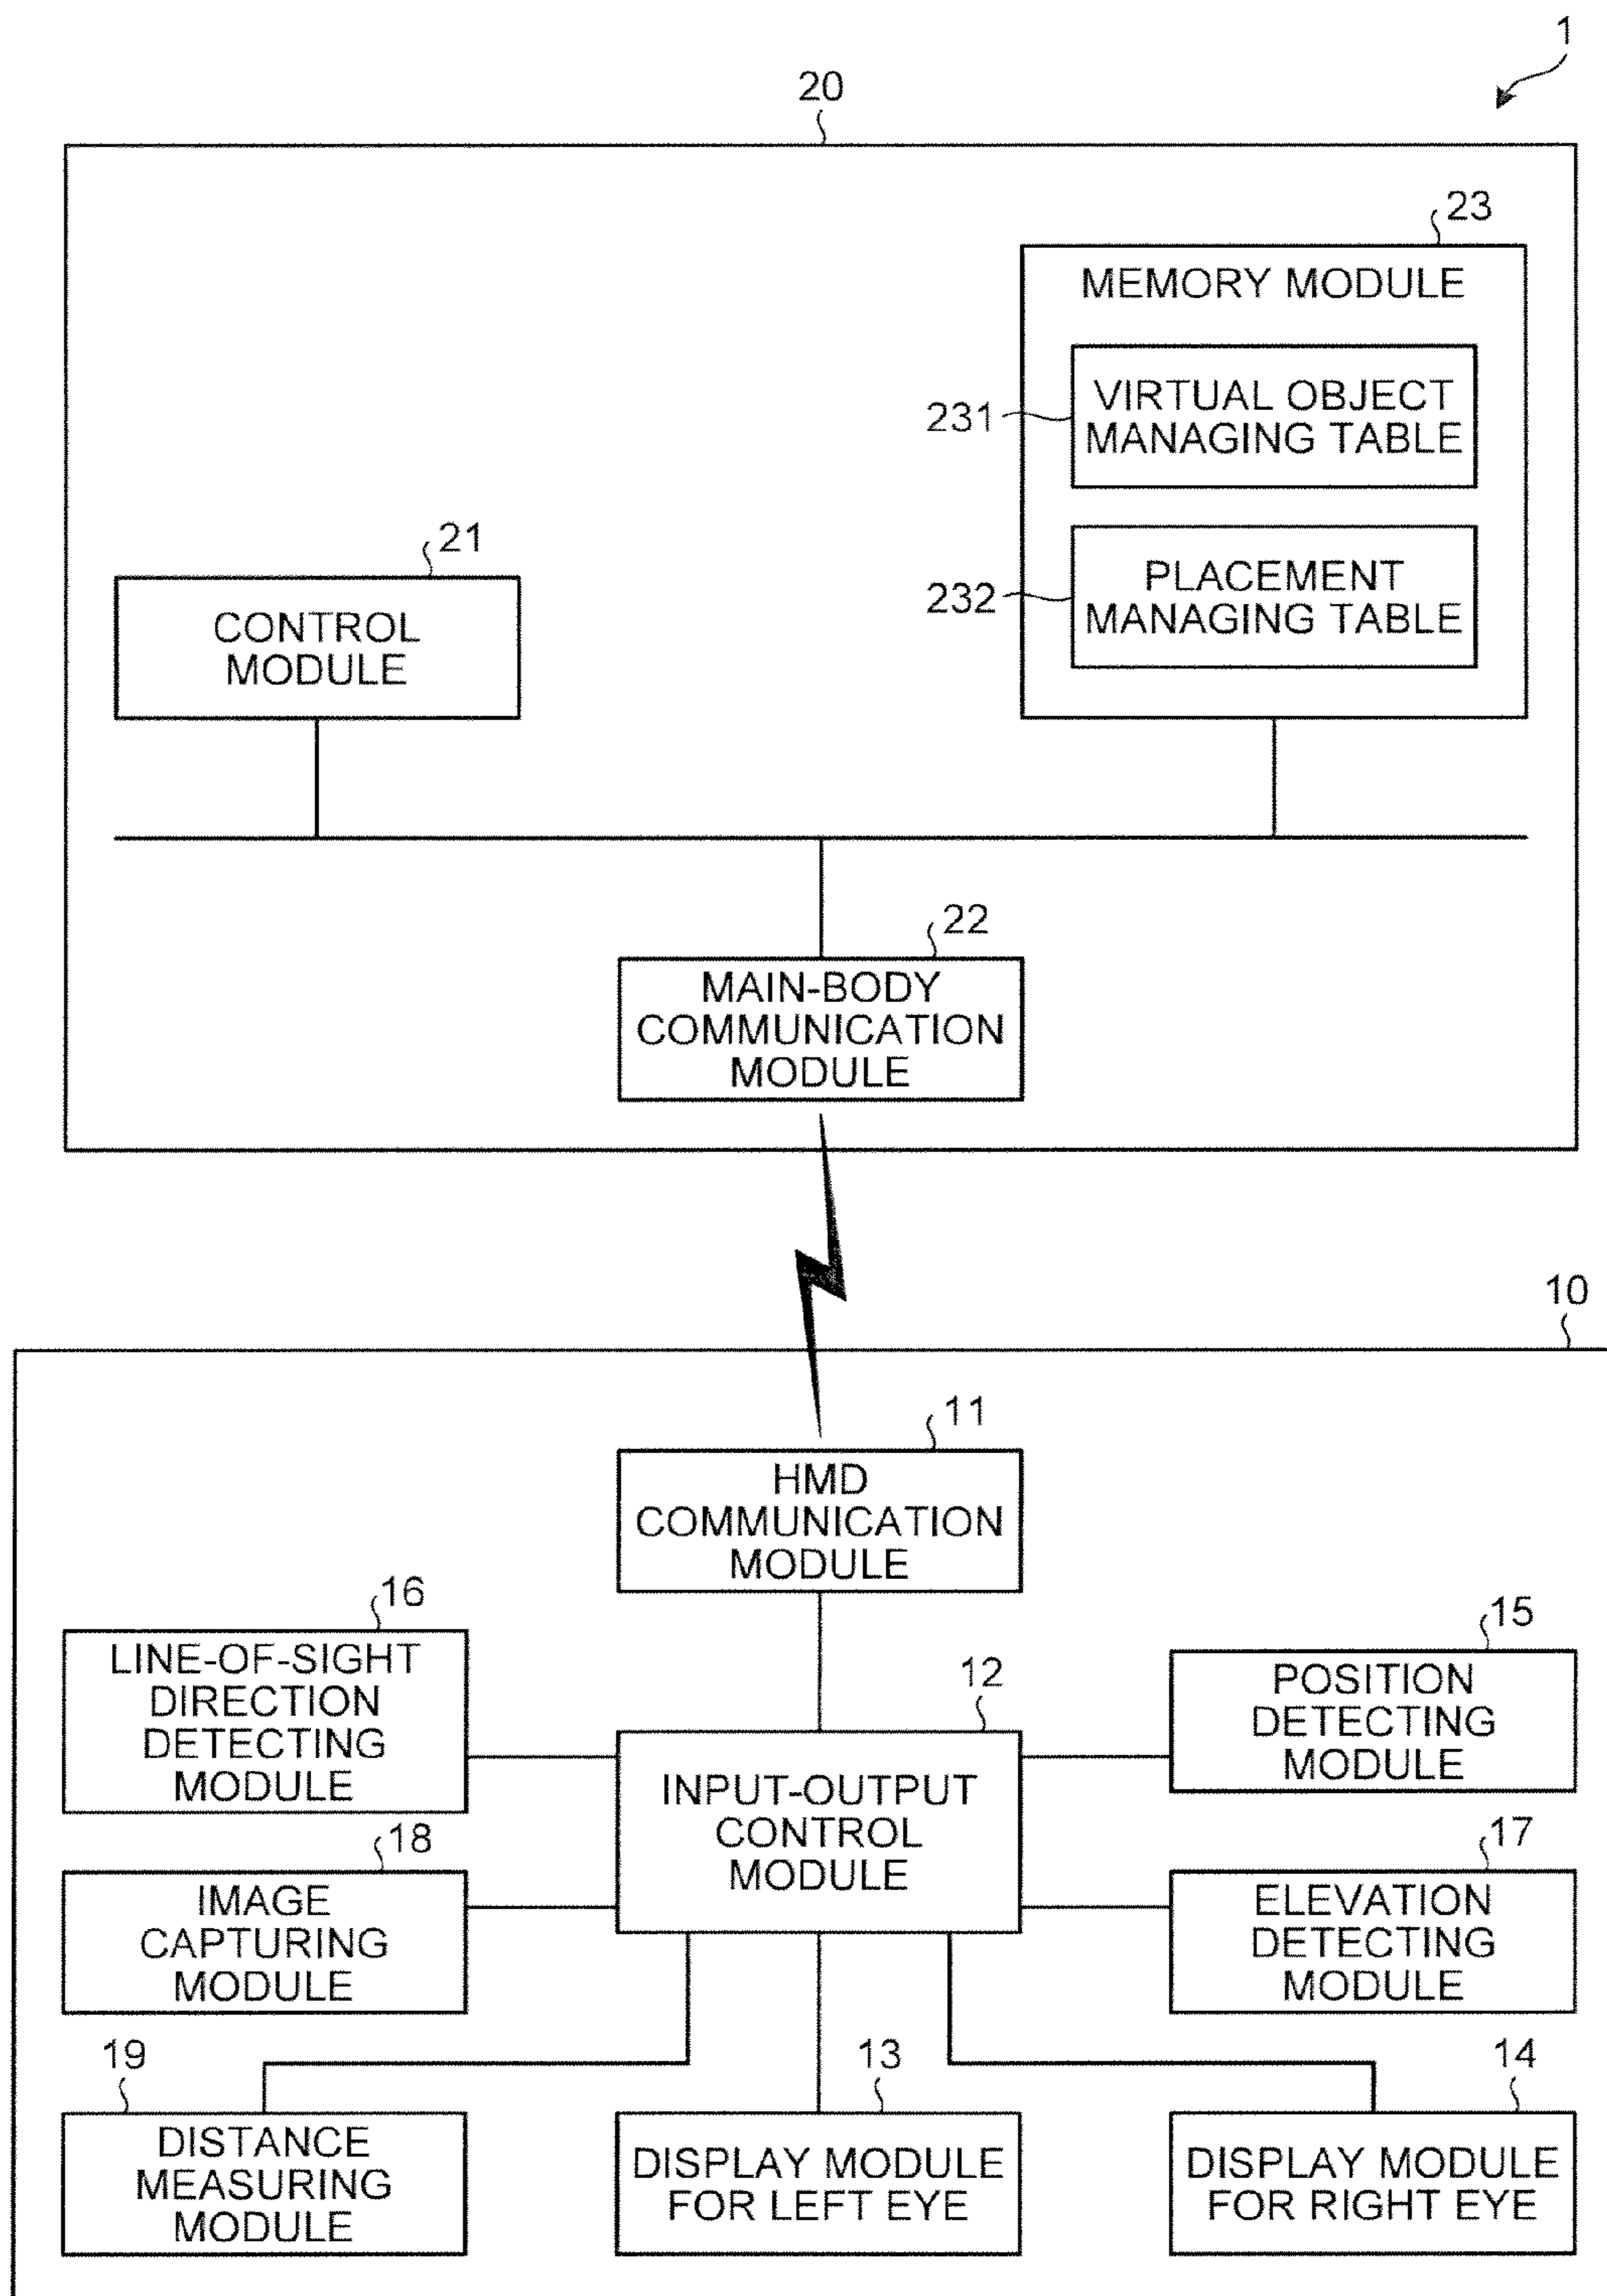 1
20
23
MEMORY MODULE
231
VIRTUAL OBJECT
MANAGING TABLE
232
PLACEMENT
MANAGING TABLE
21
CONTROL
MODULE
22
MAIN-BODY
COMMUNICATION
MODULE
10
11
HMD
COMMUNICATION
MODULE
16
LINE-OF-SIGHT
DIRECTION
DETECTING
MODULE
12
INPUT-OUTPUT
CONTROL
MODULE
15
POSITION
DETECTING
MODULE
18
IMAGE
CAPTURING
MODULE
17
ELEVATION
DETECTING
MODULE
19
DISTANCE
MEASURING
MODULE
13
DISPLAY MODULE
FOR LEFT EYE
14
DISPLAY MODULE
FOR RIGHT EYE